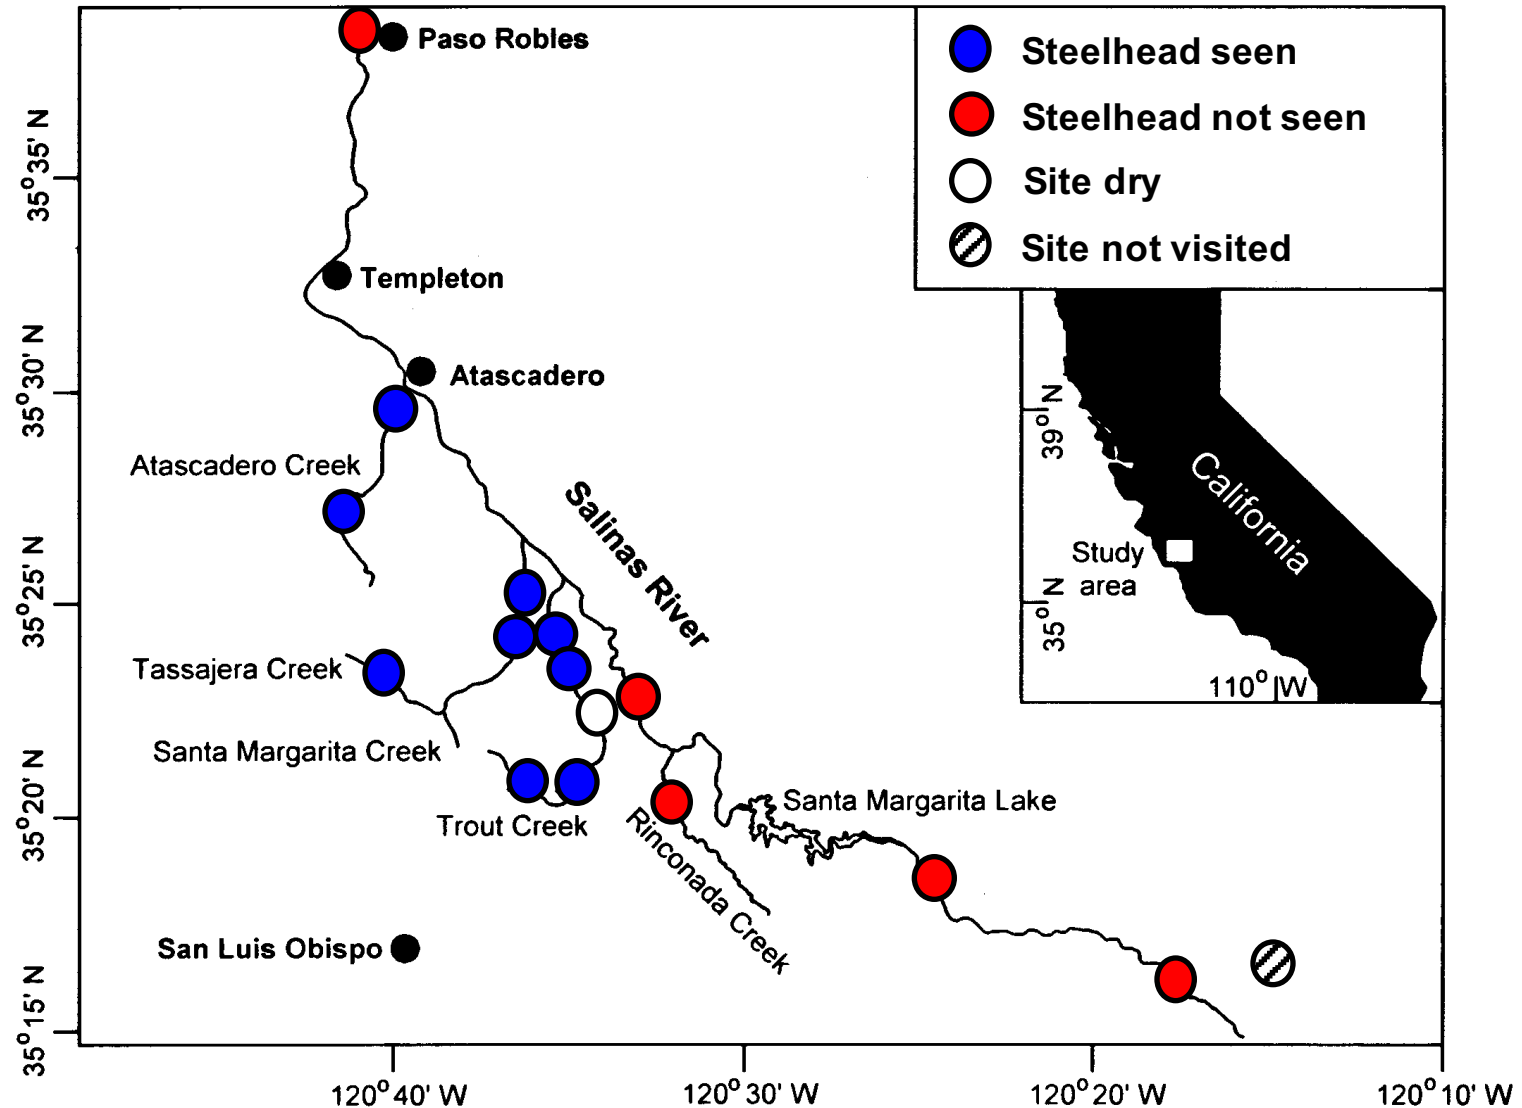 Paso Robles
Steelhead seen
Steelhead not seen
Site dry
Site not visited
35° 35' N
Templeton
Atascadero
35° 30' N
39° N
Atascadero Creek
Salinas River
California
Study
area
35° 25' N
35° N
Tassajera Creek
110° W
Santa Margarita Creek
35° 20' N
Santa Margarita Lake
Trout Creek
Rinconada Creek
San Luis Obispo
35° 15' N
120° 40' W
120° 30' W
120° 20' W
120° 10' W